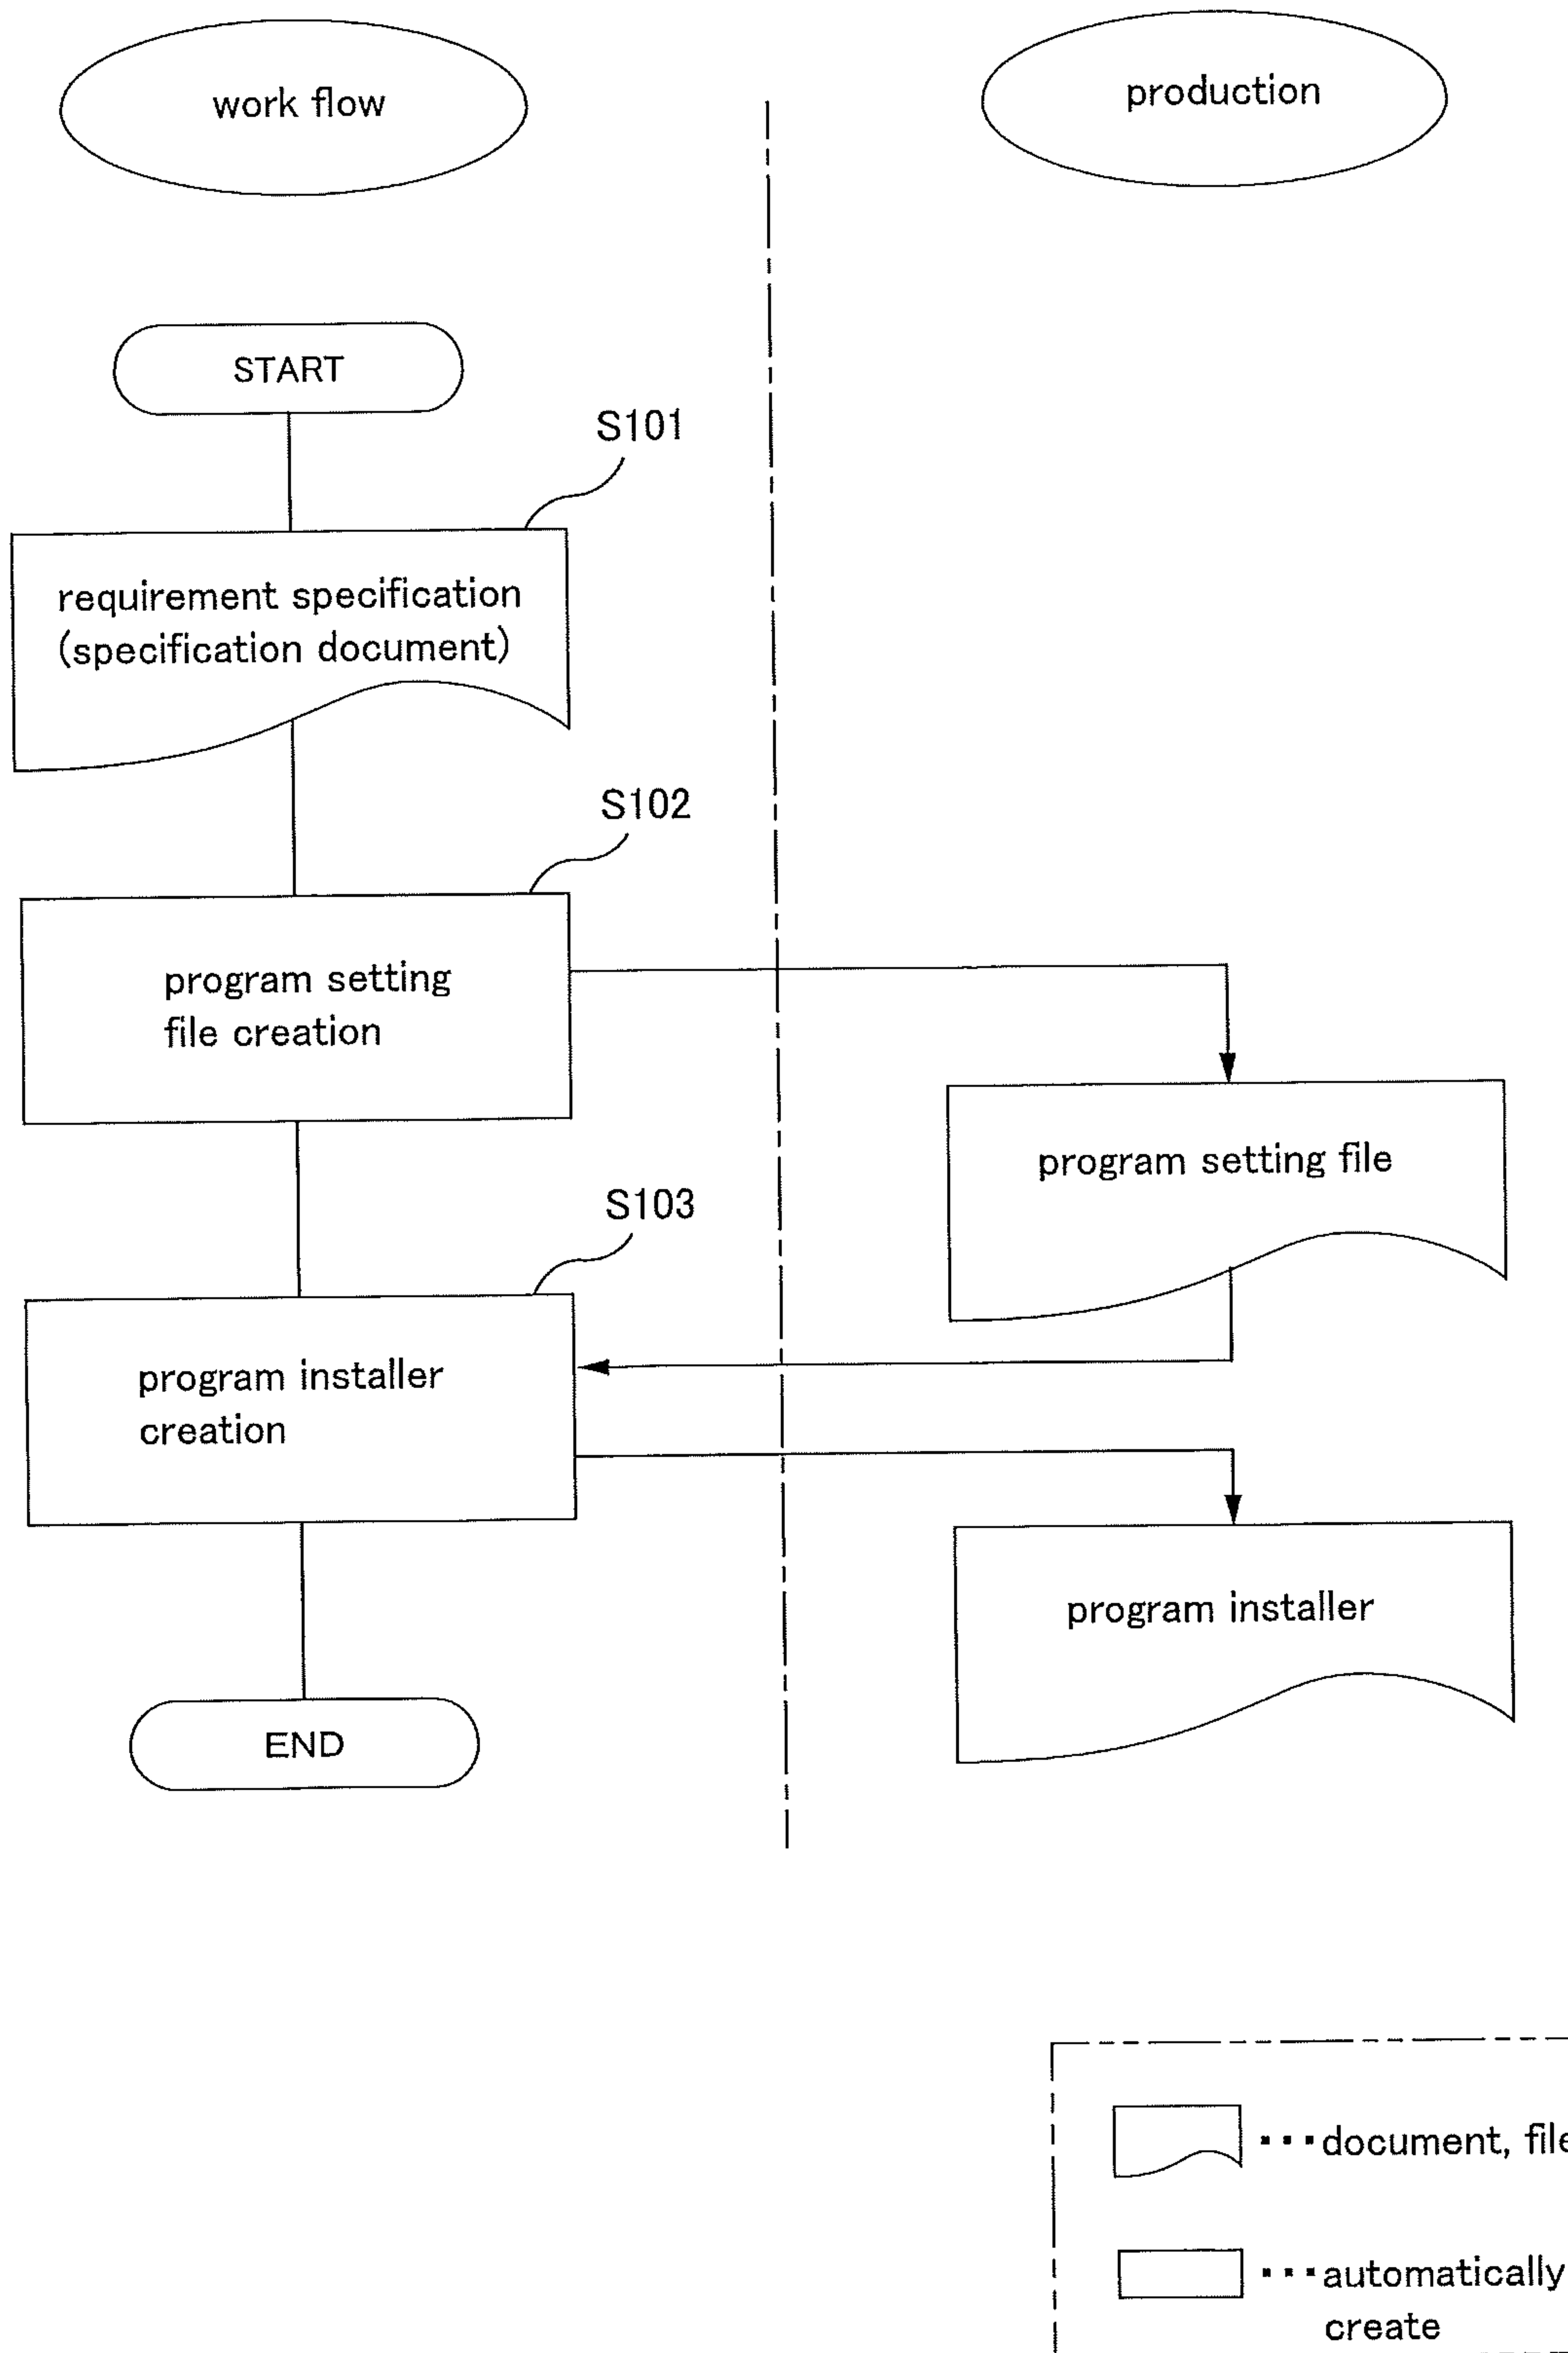 work flow
production
START
S101
requirement specification
(specification document)
S102
program setting
file creation
program setting file
S103
program installer
creation
program installer
END
･･･document, file
･･･automatically
create